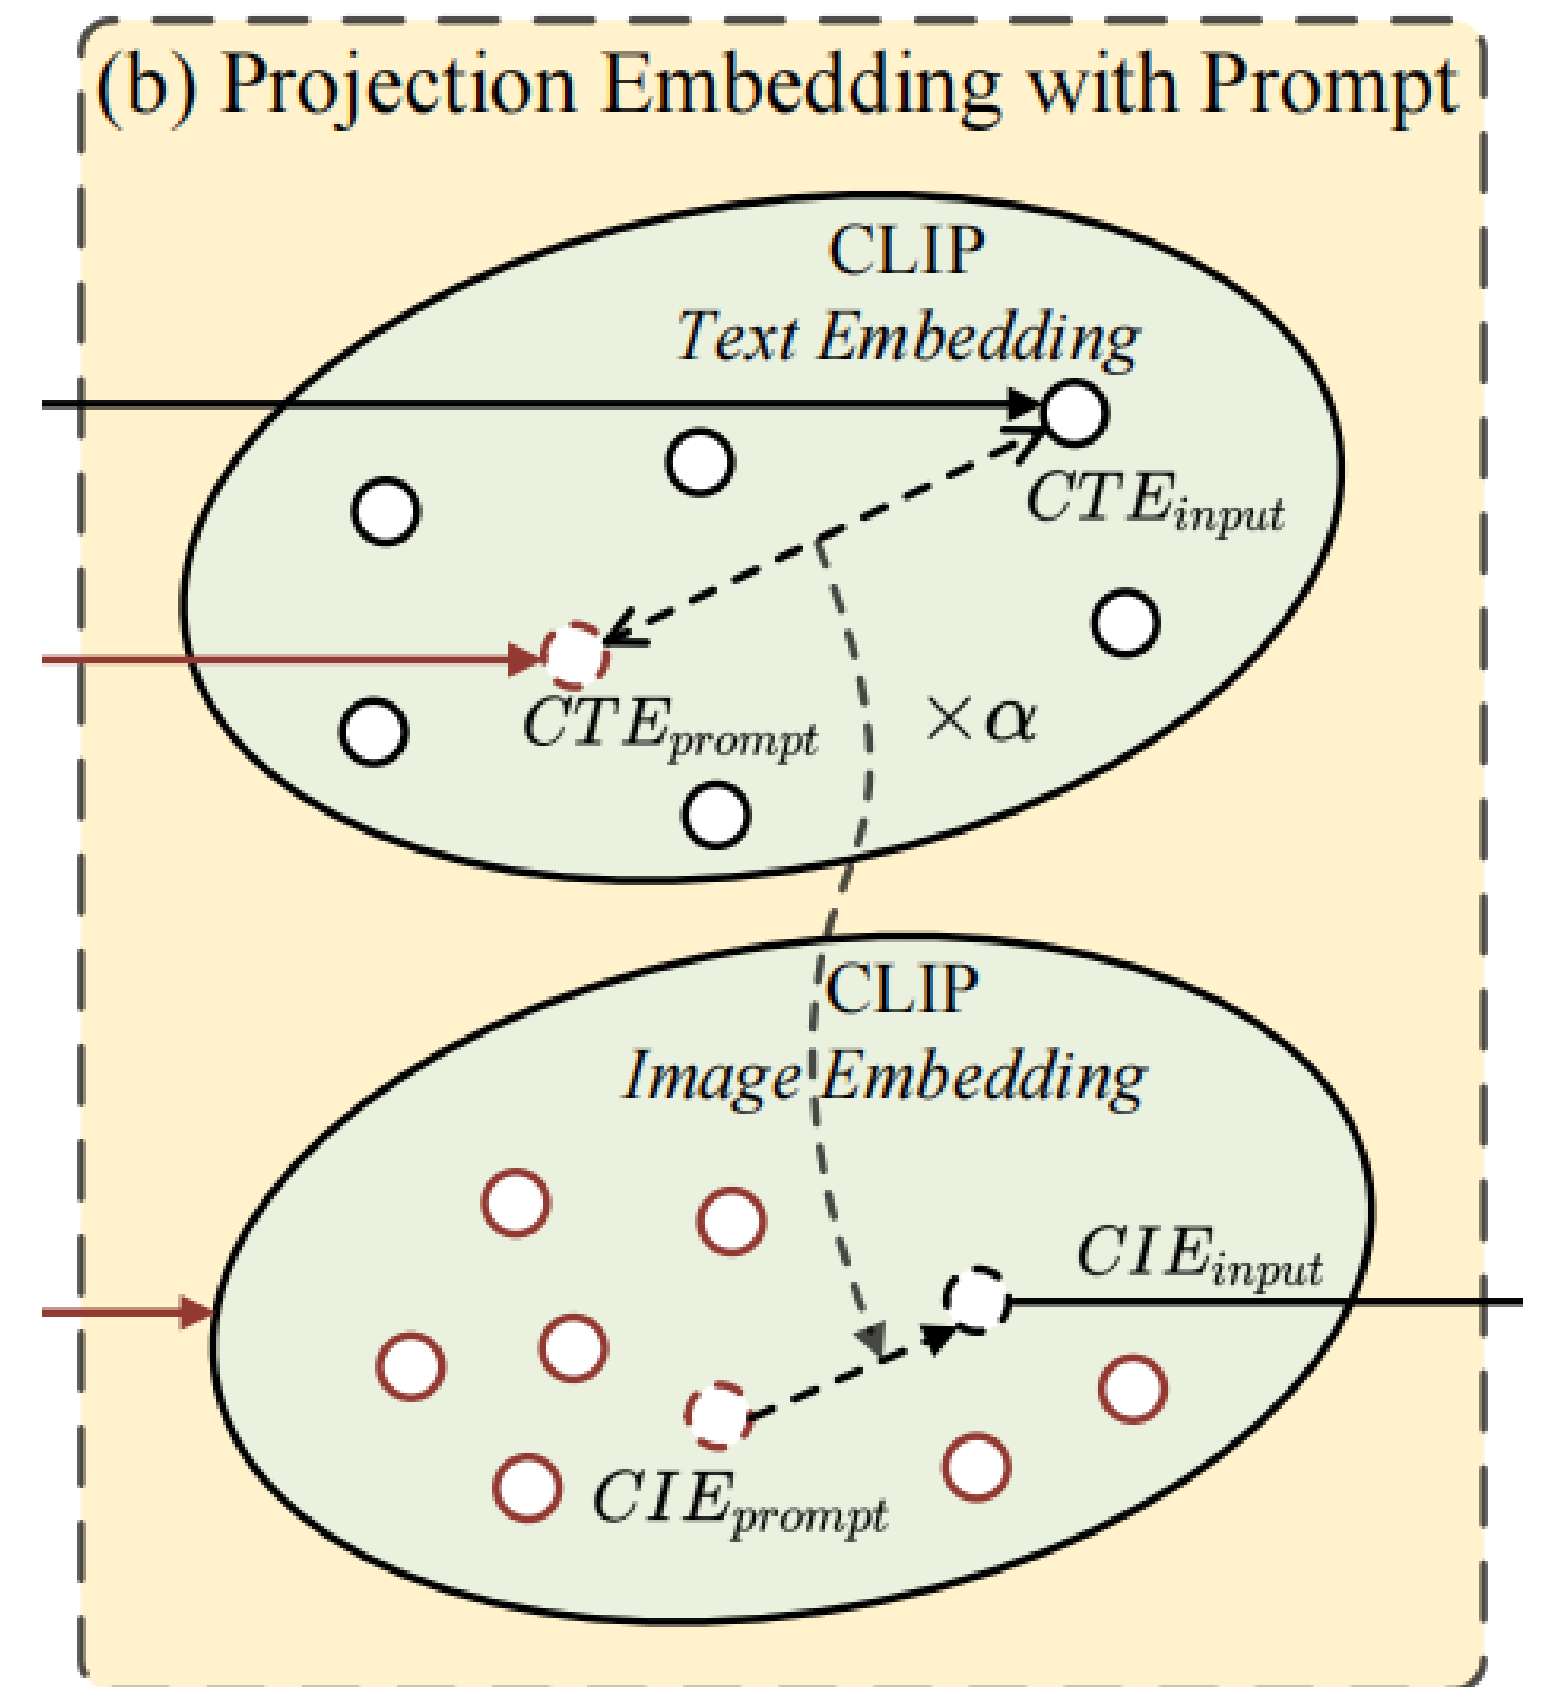 (b) Projection Embedding with Prompt
CLIP
Text Embedding
CTE_input
CTE_prompt
×α
CLIP
Image Embedding
CIE_input
CIE_prompt